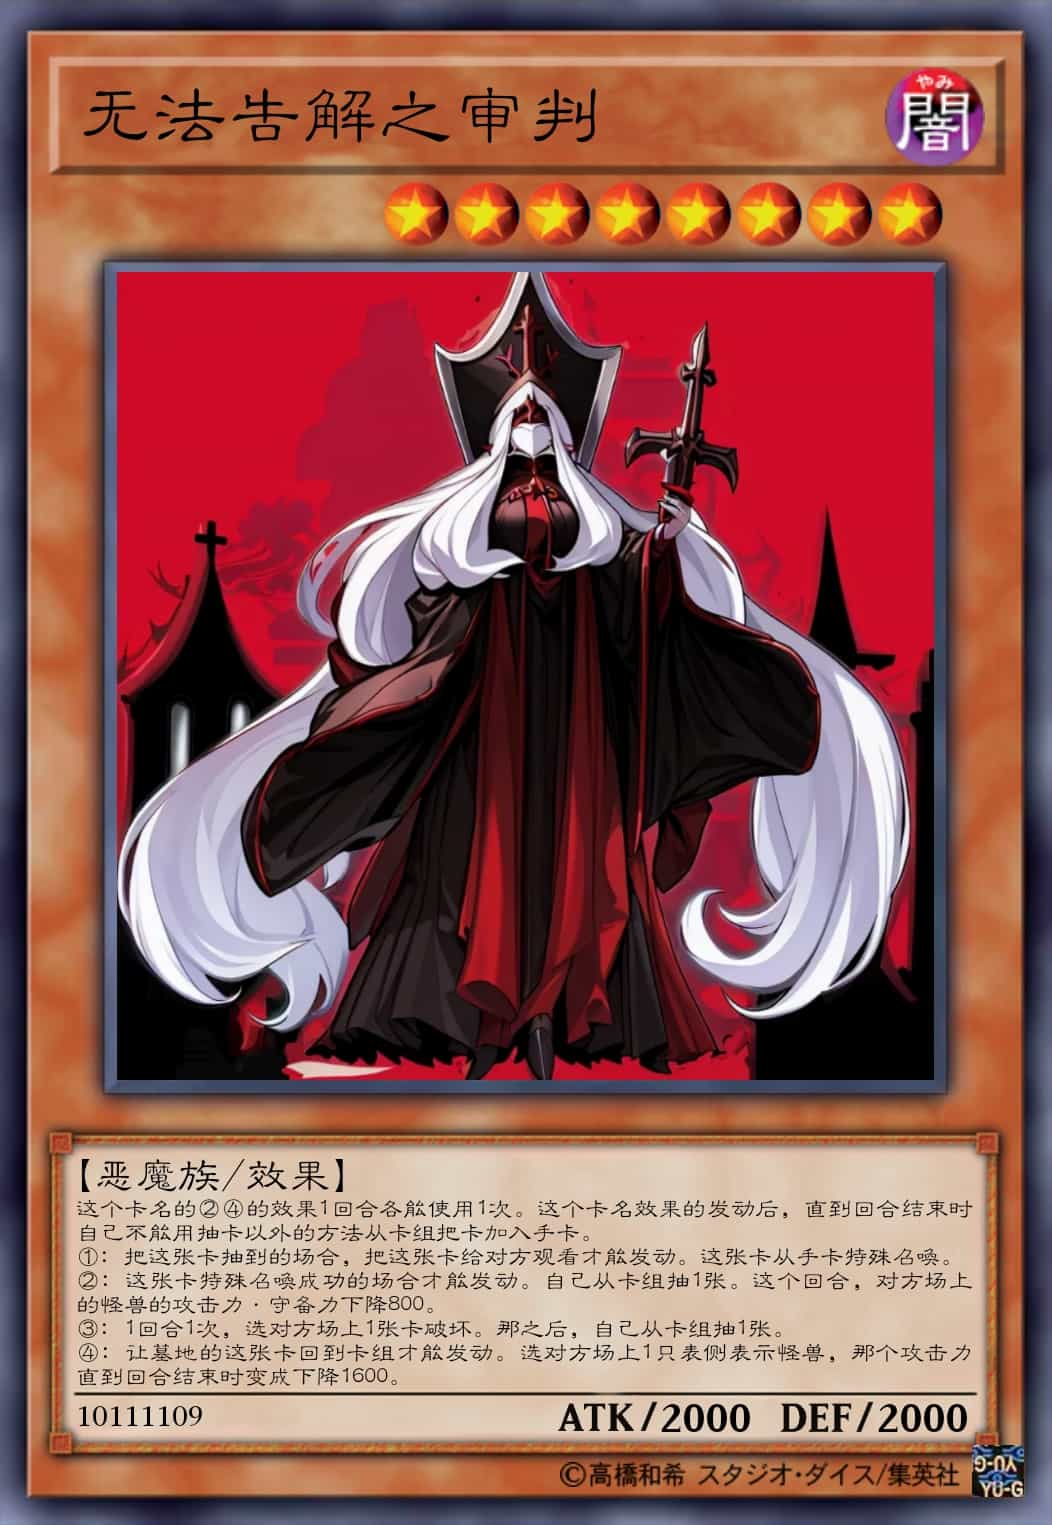 无法告解之审判
やみ
闇
【恶魔族/效果】
这个卡名的②④的效果1回合各能使用1次。这个卡名效果的发动后，直到回合结束时
自己不能用抽卡以外的方法从卡组把卡加入手卡。
①：把这张卡抽到的场合，把这张卡给对方观看才能发动。这张卡从手卡特殊召唤。
②：这张卡特殊召唤成功的场合才能发动。自己从卡组抽1张。这个回合，对方场上
的怪兽的攻击力·守备力下降800。
③：1回合1次，选对方场上1张卡破坏。那之后，自己从卡组抽1张。
④：让墓地的这张卡回到卡组才能发动。选对方场上1只表侧表示怪兽，那个攻击力
直到回合结束时变成下降1600。
10111109 ATK/2000 DEF/2000
©高橋和希 スタジオ·ダイス/集英社
YU-G
YU-G